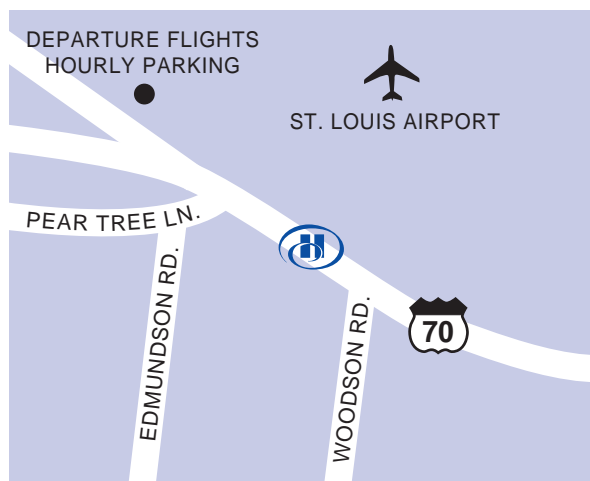 DEPARTURE FLIGHTS
HOURLY PARKING
ST. LOUIS AIRPORT
PEAR TREE LN.
H
EDMUNDSON RD.
WOODSON RD.
70